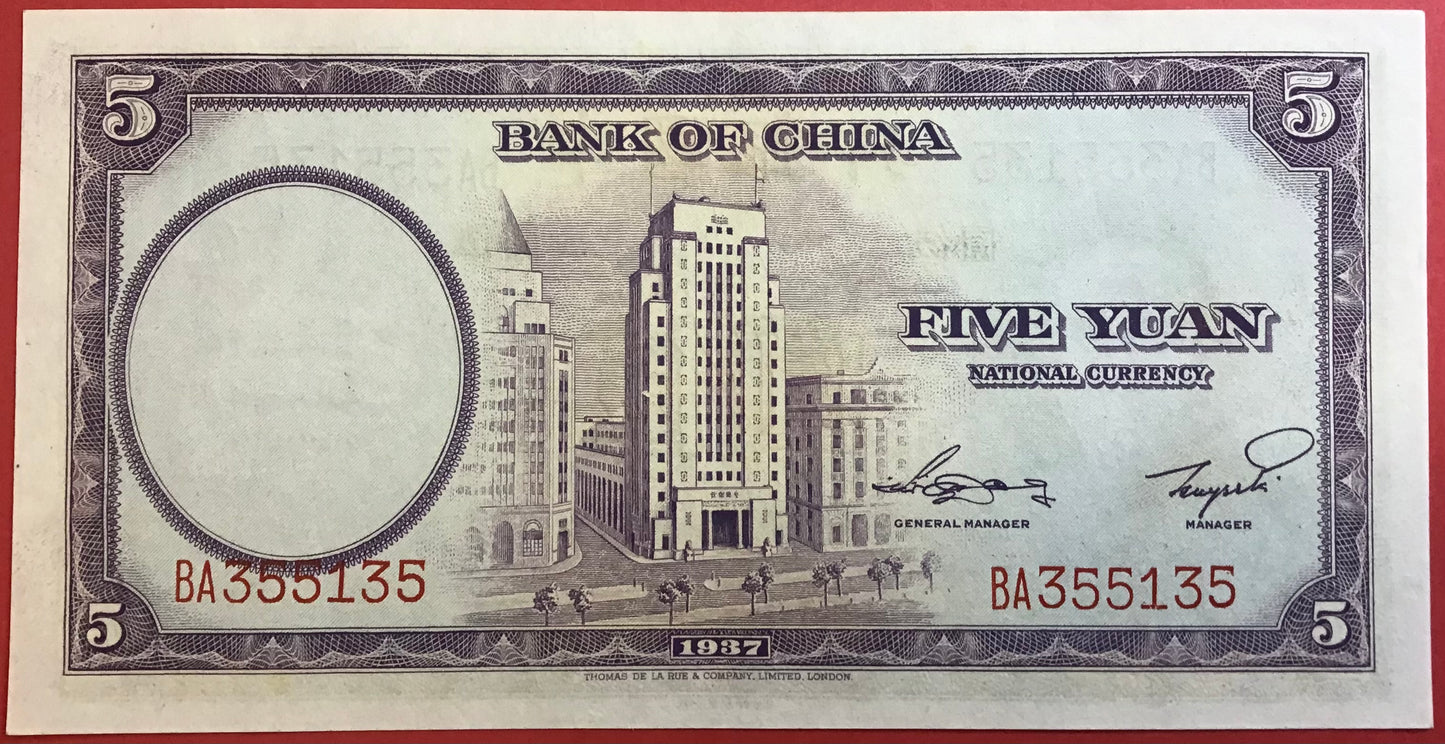 5
5
BANK OF CHINA
FIVE YUAN
NATIONAL CURRENCY
GENERAL MANAGER
MANAGER
BA355135
BA355135
5
1937
5
THOMAS DE LA RUE & COMPANY, LIMITED, LONDON.